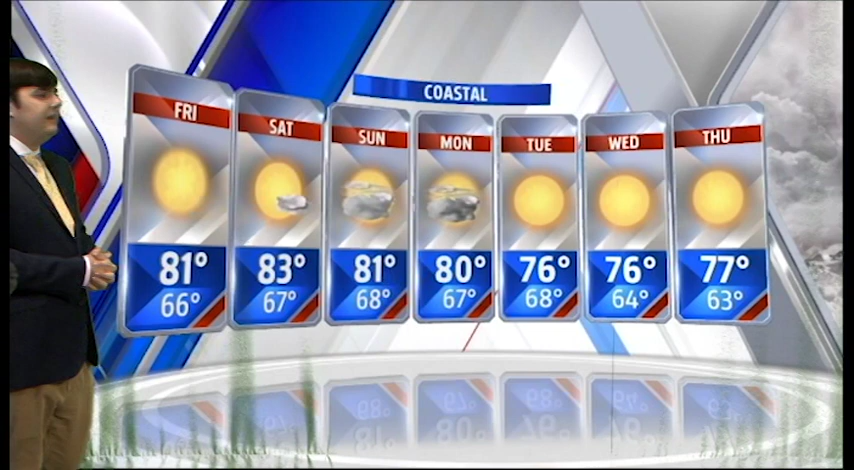 COASTAL
FRI
81°
66°
SAT
83°
67°
SUN
81°
68°
MON
80°
67°
TUE
76°
68°
WED
76°
64°
THU
77°
63°